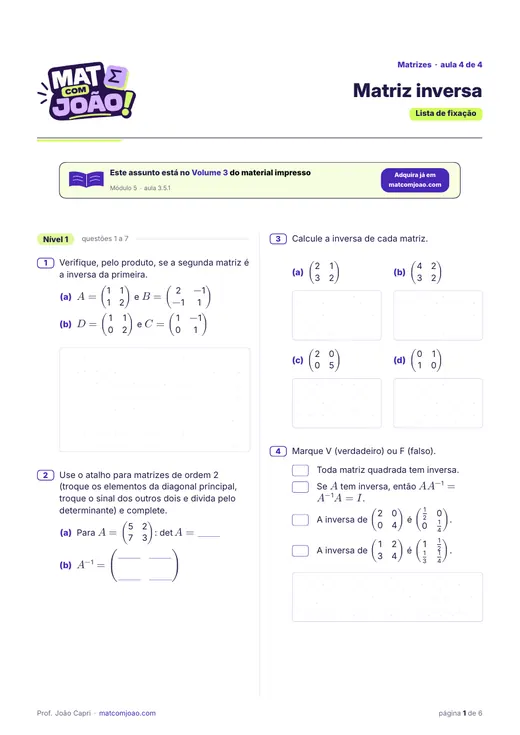 MAT
COM
JOÃO!
Matrizes · aula 4 de 4
Matriz inversa
Lista de fixação
Este assunto está no Volume 3 do material impresso
Módulo 5 · aula 3.5.1
Adquira já em
matcomjoao.com
Nível 1 questões 1 a 7
1 Verifique, pelo produto, se a segunda matriz é
a inversa da primeira.
(a) A = (1 1; 1 2) e B = (2 −1; −1 1)
(b) D = (1 1; 0 2) e C = (1 −1; 0 1)
2 Use o atalho para matrizes de ordem 2
(troque os elementos da diagonal principal,
troque o sinal dos outros dois e divida pelo
determinante) e complete.
(a) Para A = (5 2; 7 3): det A = ____
(b) A⁻¹ = (____ ____; ____ ____)
3 Calcule a inversa de cada matriz.
(a) (2 1; 3 2) (b) (4 2; 3 2)
(c) (2 0; 0 5) (d) (0 1; 1 0)
4 Marque V (verdadeiro) ou F (falso).
Toda matriz quadrada tem inversa.
Se A tem inversa, então AA⁻¹ =
A⁻¹A = I.
A inversa de (2 0; 0 4) é (1/2 0; 0 1/4).
A inversa de (1 2; 3 4) é (1 1/2; 1/3 1/4).
Prof. João Capri · matcomjoao.com
página 1 de 6